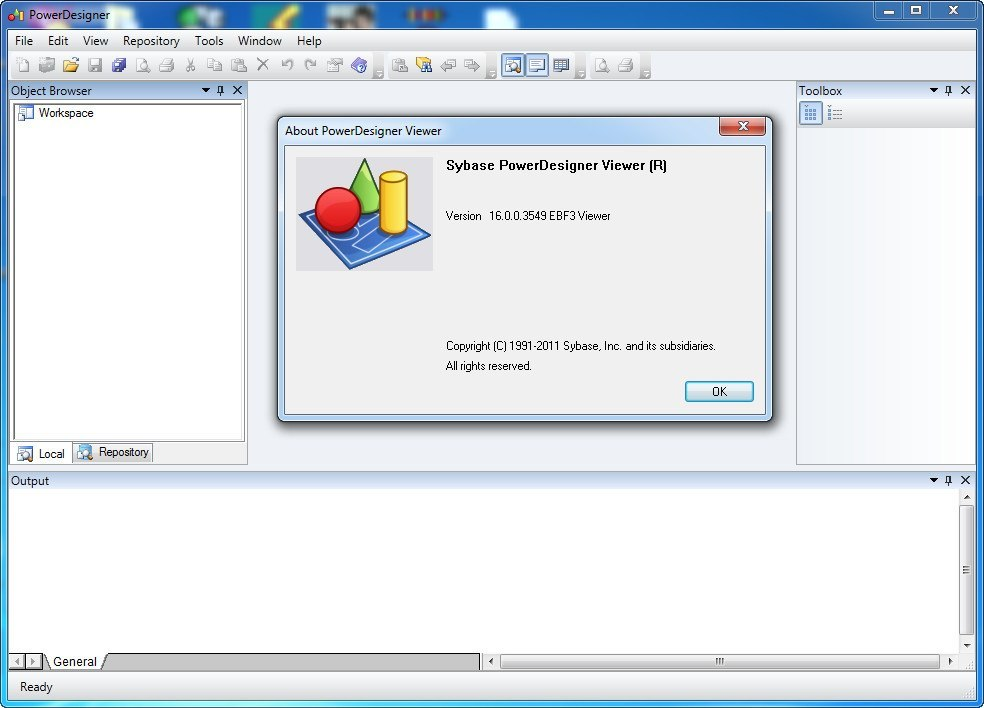 PowerDesigner
File Edit View Repository Tools Window Help
Object Browser
Workspace
Local
Repository
About PowerDesigner Viewer
Sybase PowerDesigner Viewer (R)
Version 16.0.0.3549 EBF3 Viewer
Copyright (C) 1991-2011 Sybase, Inc. and its subsidiaries.
All rights reserved.
OK
Toolbox
Output
General
Ready